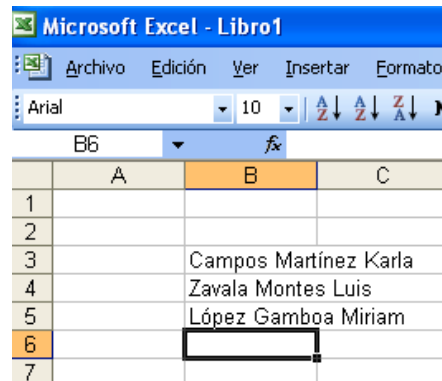 Microsoft Excel - Libro1
Archivo Edición Ver Insertar Formato
Arial 10 A Z A Z Z A
B6 fx
A B C
1
2
3 Campos Martínez Karla
4 Zavala Montes Luis
5 López Gamboa Miriam
6
7